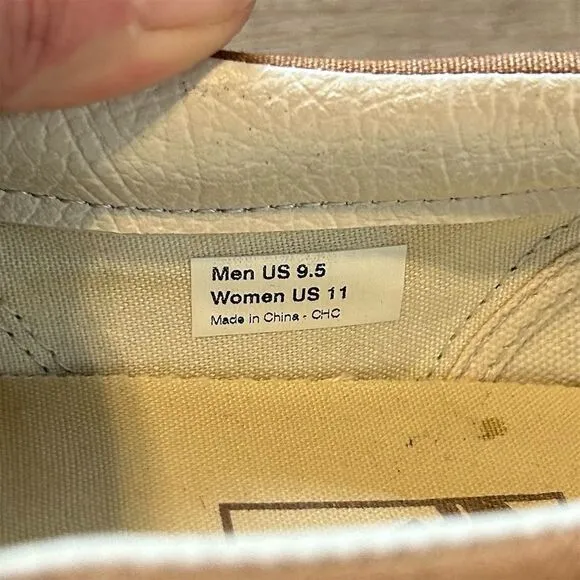 Men US 9.5
Women US 11
Made in China - CHC